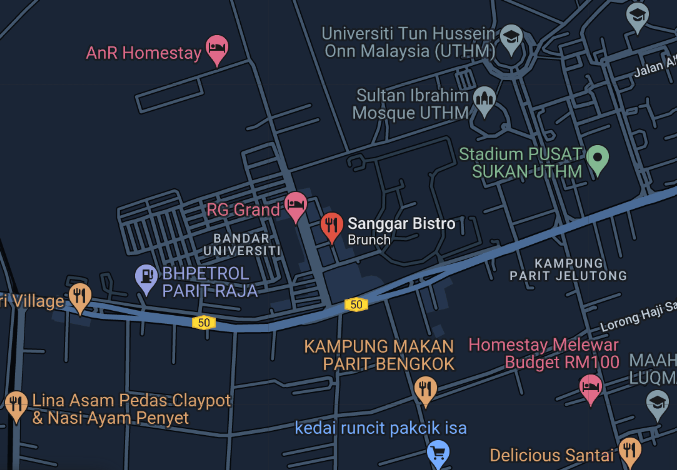 Universiti Tun Hussein
Onn Malaysia (UTHM)
AnR Homestay
Jalan
Sultan Ibrahim
Mosque UTHM
Stadium PUSAT
SUKAN UTHM
RG Grand
Sanggar Bistro
Brunch
BANDAR
UNIVERSITI
KAMPUNG
PARIT JELUTONG
BHPETROL
PARIT RAJA
ri Village
50
50
Lorong Haji Sa
KAMPUNG MAKAN
PARIT BENGKOK
Homestay Melewar
Budget RM100
MAAH
LUQM
Lina Asam Pedas Claypot
& Nasi Ayam Penyet
kedai runcit pakcik isa
Delicious Santai